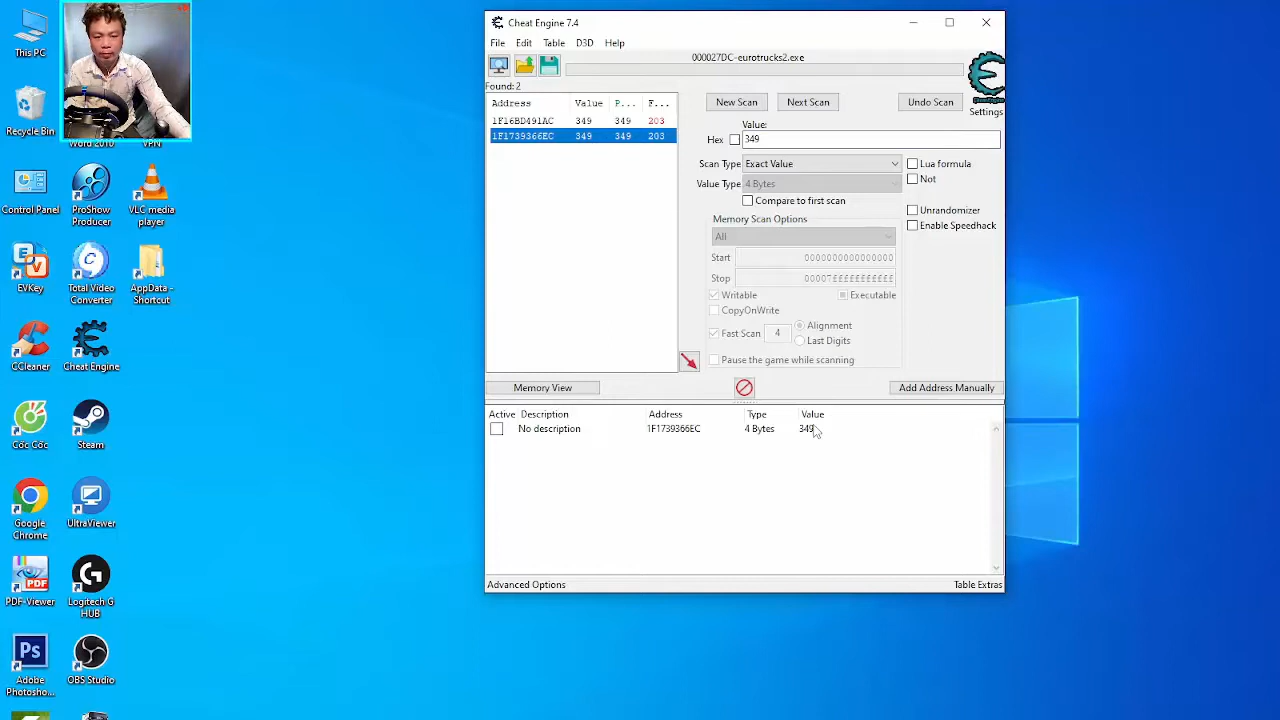 This PC
Recycle Bin
Word 2010
VPN
Control Panel
ProShow Producer
VLC media player
EVKey
Total Video Converter
AppData - Shortcut
CCleaner
Cheat Engine
Cốc Cốc
Steam
Google Chrome
UltraViewer
PDF-Viewer
Logitech G HUB
Adobe Photosho...
OBS Studio
Cheat Engine 7.4
File Edit Table D3D Help
000027DC-eurotrucks2.exe
Found: 2
Address Value P... F...
1F16BD491AC 349 349 203
1F1739366EC 349 349 203
New Scan Next Scan Undo Scan
Settings
Value:
Hex 349
Scan Type Exact Value Lua formula
Not
Value Type 4 Bytes
Compare to first scan
Memory Scan Options
All
Unrandomizer
Enable Speedhack
Start 0000000000000000
Stop 00007fffffffffff
Writable Executable
CopyOnWrite
Fast Scan 4 Alignment
Last Digits
Pause the game while scanning
Memory View Add Address Manually
Active Description Address Type Value
No description 1F1739366EC 4 Bytes 349
Advanced Options Table Extras